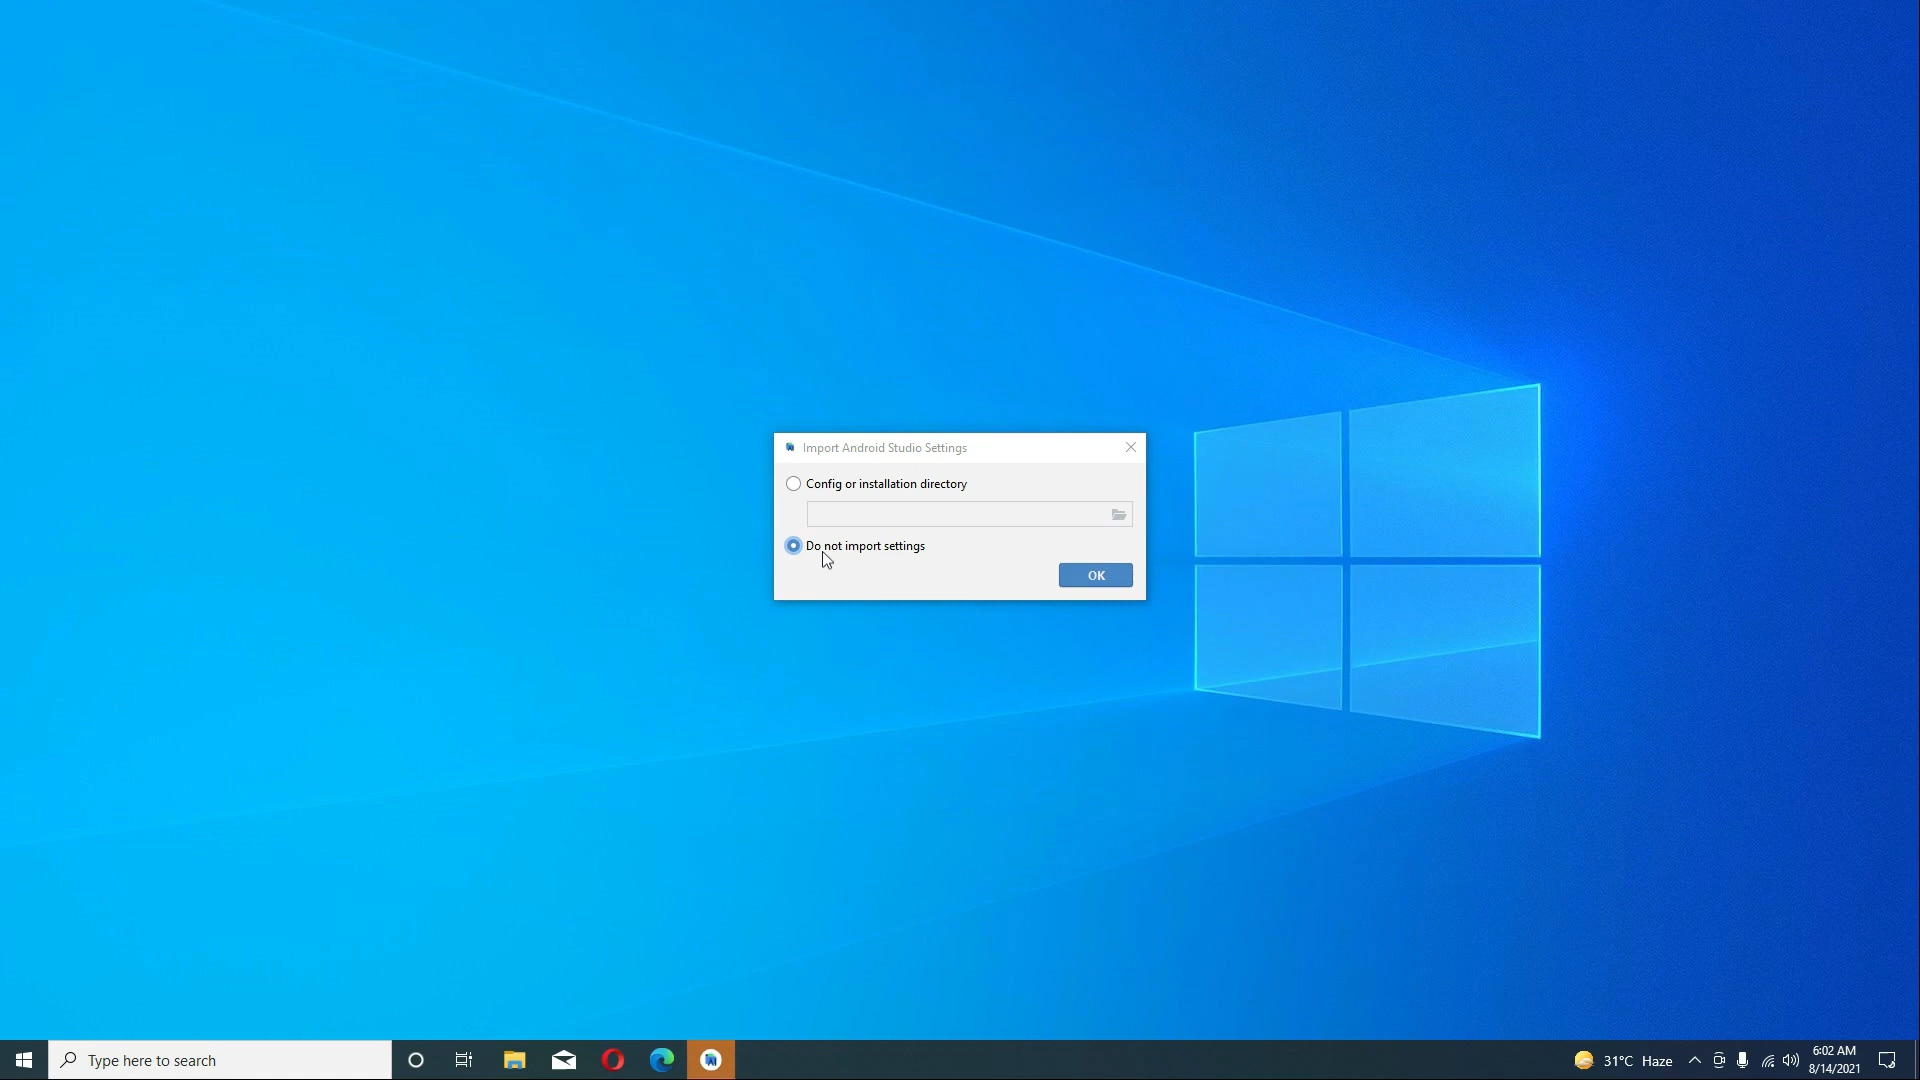 Import Android Studio Settings
Config or installation directory
Do not import settings
OK
Type here to search
31°C Haze
6:02 AM
8/14/2021